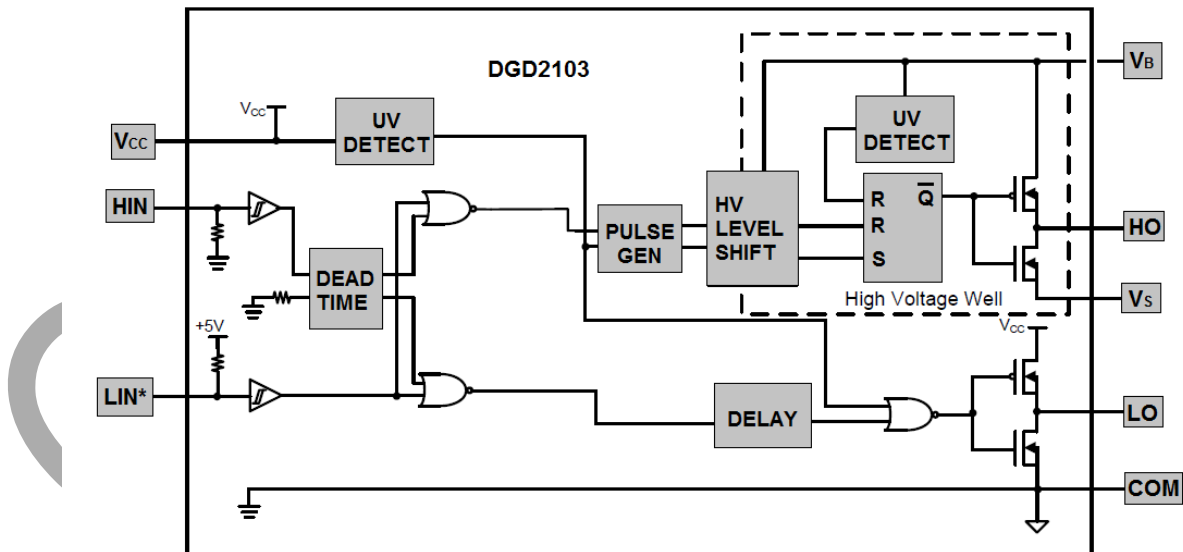 DGD2103
VB
VCC
VCC
UV
DETECT
UV
DETECT
HIN
HV
LEVEL
SHIFT
R
Q
R
S
PULSE
GEN
HO
DEAD
TIME
High Voltage Well
VS
+5V
VCC
LIN*
DELAY
LO
COM